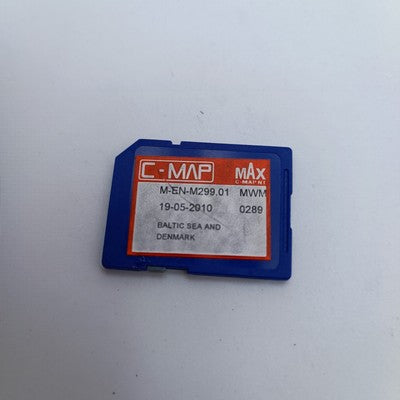 C-MAP MAX
C-MAP NT
M-EN-M299.01 MWM
19-05-2010 0289
BALTIC SEA AND
DENMARK